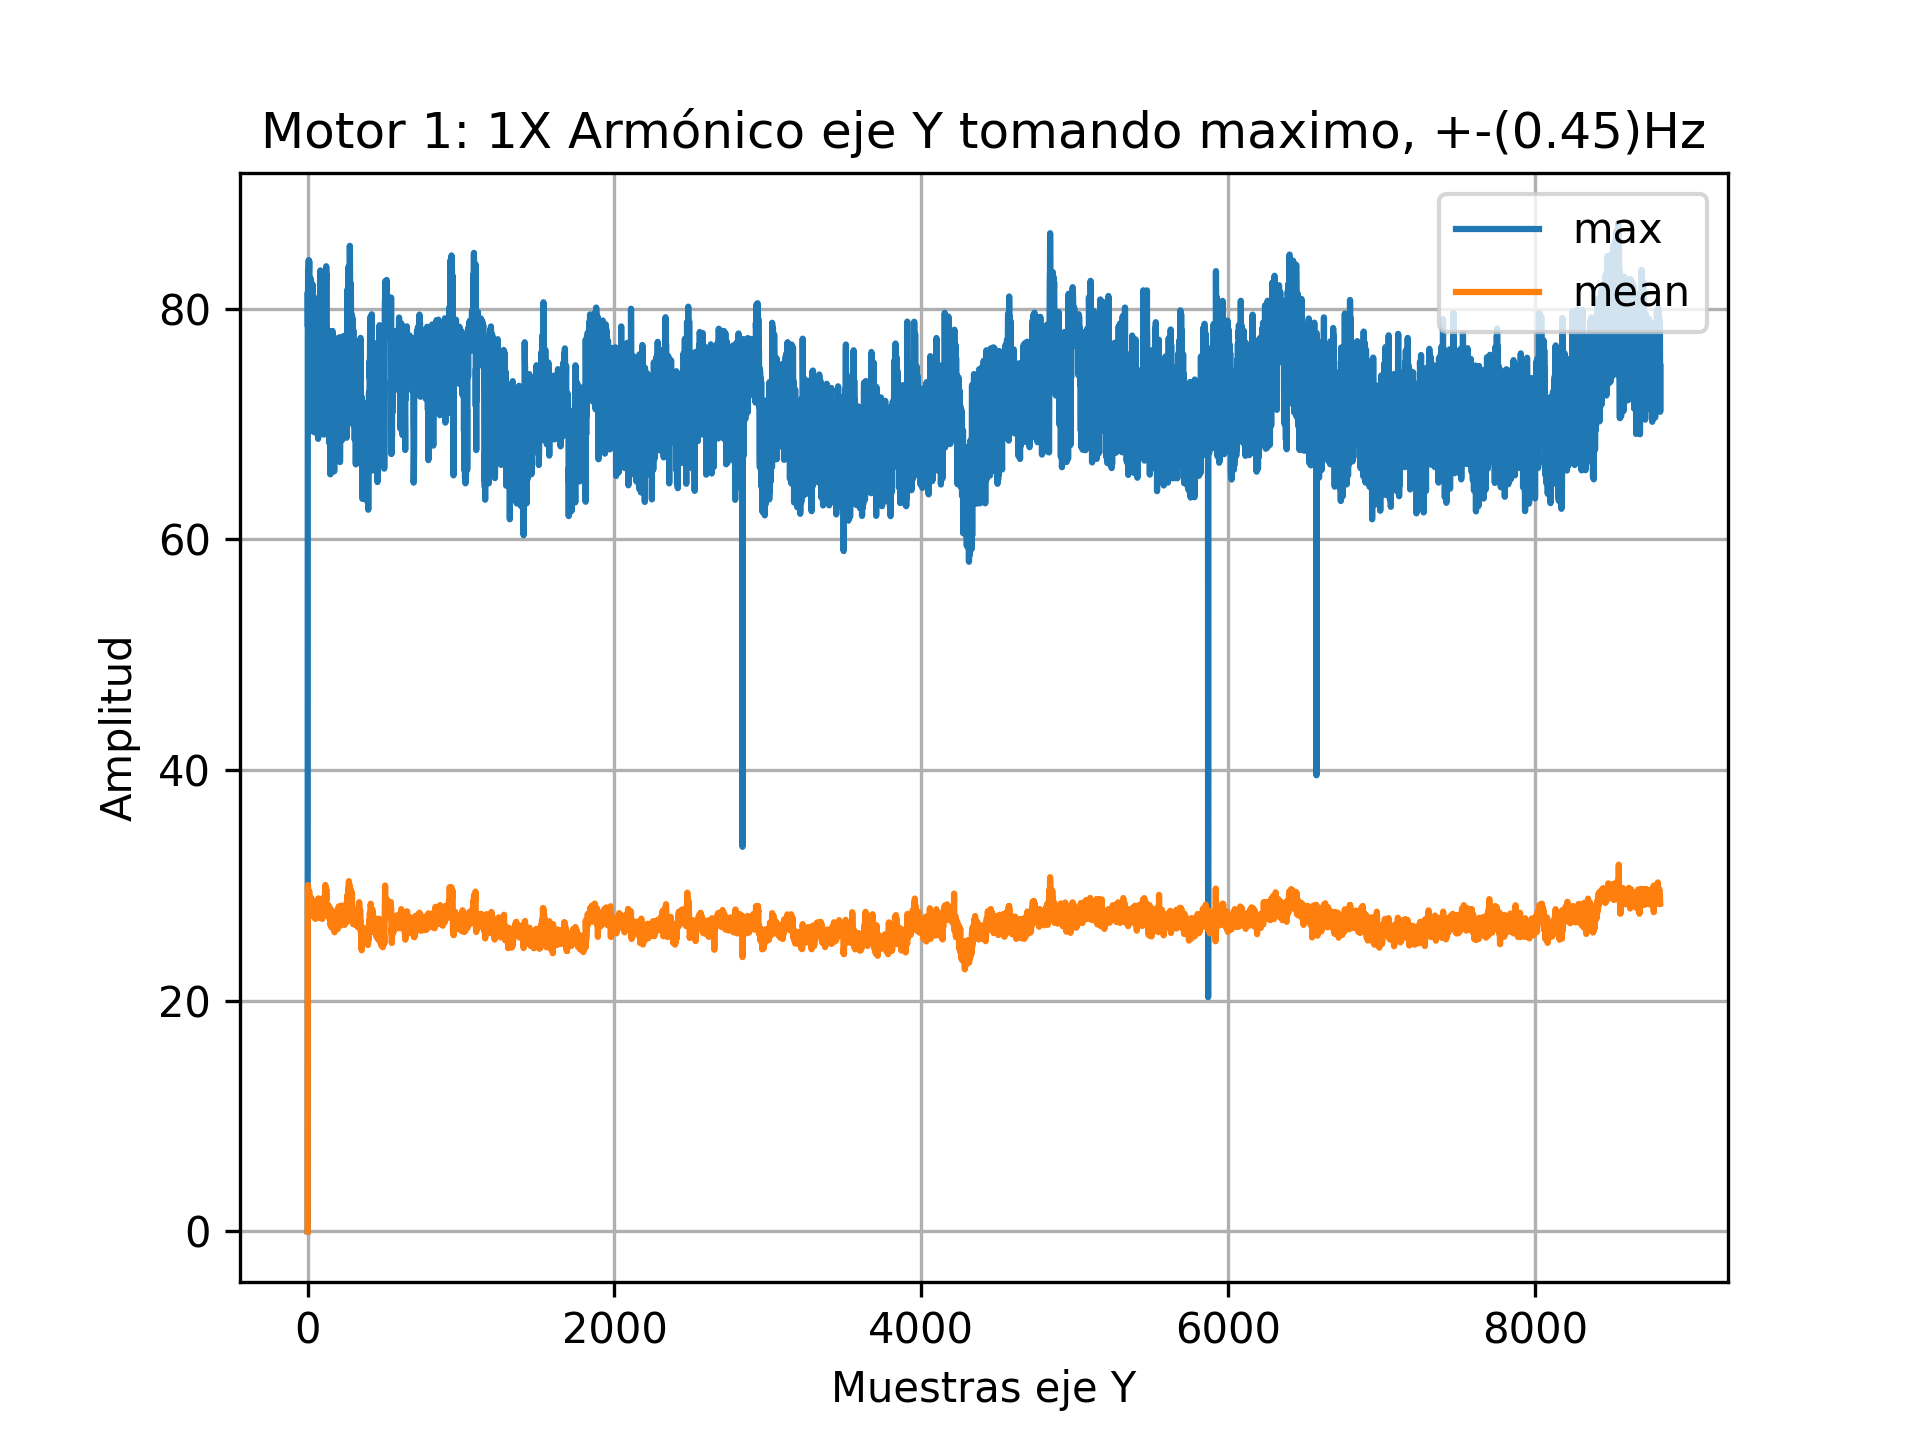 Motor 1: 1X Armónico eje Y tomando maximo, +-(0.45)Hz
max
mean
80
60
40
20
0
Amplitud
0 2000 4000 6000 8000
Muestras eje Y